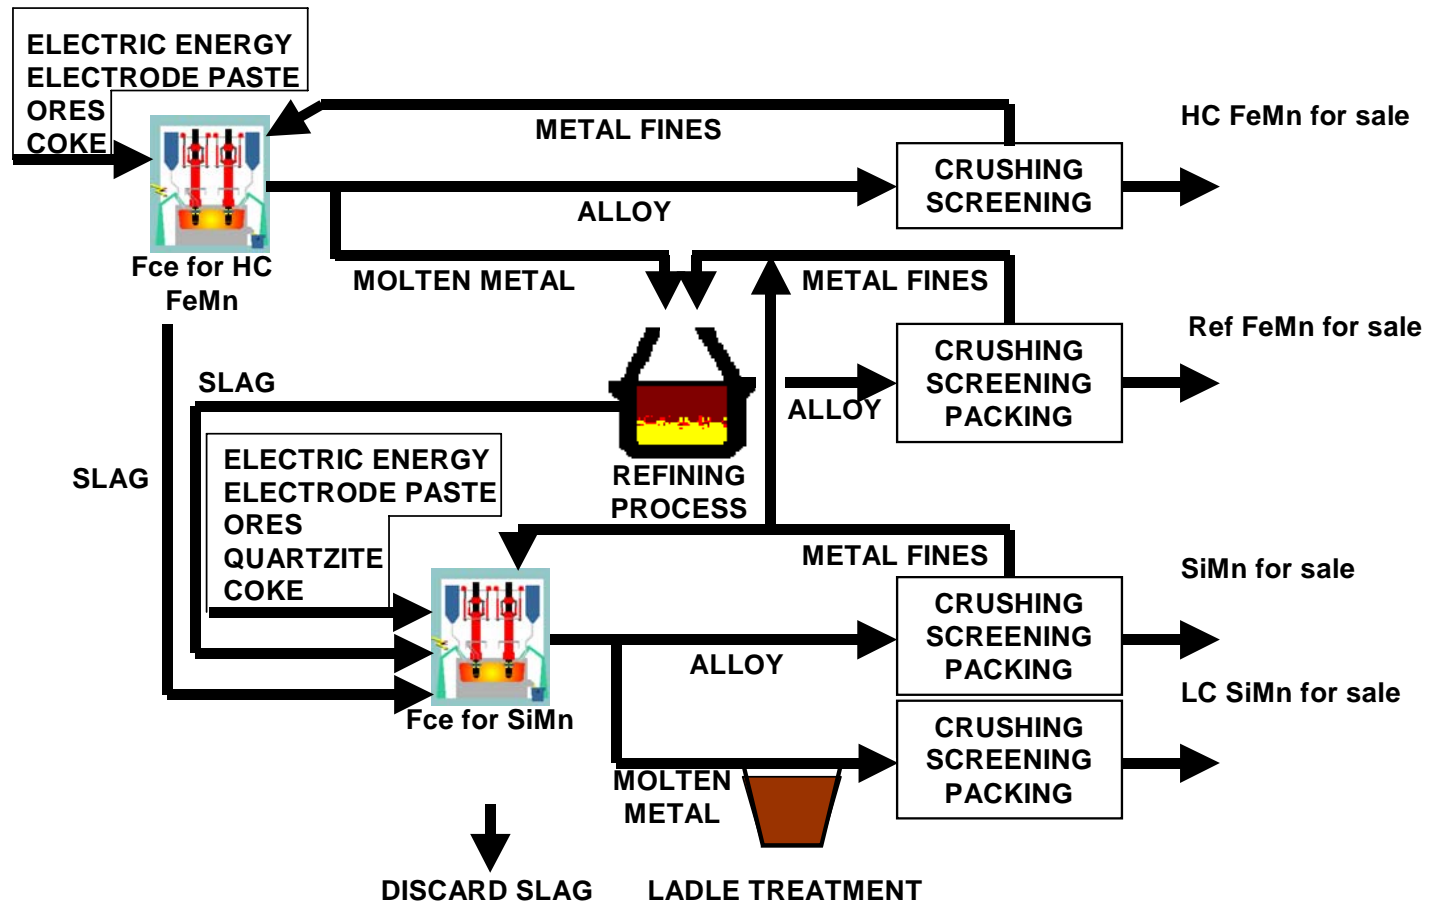 ELECTRIC ENERGY
ELECTRODE PASTE
ORES
COKE
METAL FINES
HC FeMn for sale
CRUSHING
SCREENING
ALLOY
Fce for HC
FeMn
MOLTEN METAL
METAL FINES
Ref FeMn for sale
CRUSHING
SCREENING
PACKING
SLAG
ALLOY
ELECTRIC ENERGY
ELECTRODE PASTE
ORES
QUARTZITE
COKE
SLAG
REFINING
PROCESS
METAL FINES
SiMn for sale
CRUSHING
SCREENING
PACKING
ALLOY
LC SiMn for sale
Fce for SiMn
CRUSHING
SCREENING
PACKING
MOLTEN
METAL
DISCARD SLAG
LADLE TREATMENT